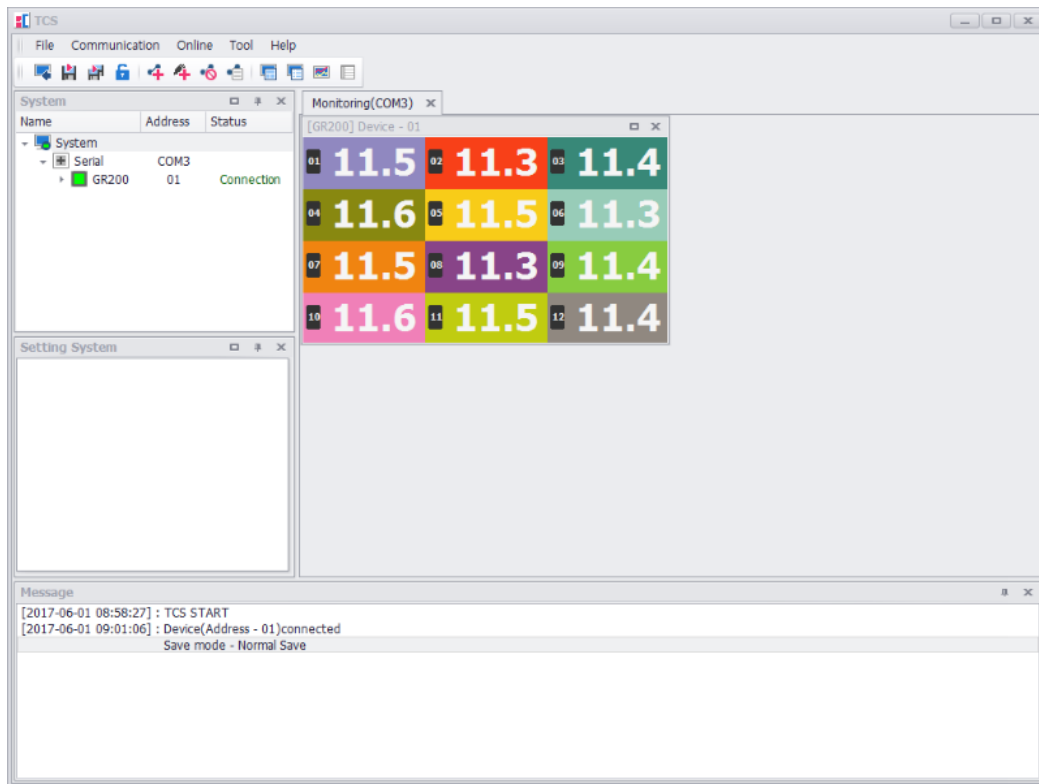 TCS
File Communication Online Tool Help
System
Name Address Status
System
Serial COM3
GR200 01 Connection
Setting System
Monitoring(COM3)
[GR200] Device - 01
01 11.5 02 11.3 03 11.4
04 11.6 05 11.5 06 11.3
07 11.5 08 11.3 09 11.4
10 11.6 11 11.5 12 11.4
Message
[2017-06-01 08:58:27] : TCS START
[2017-06-01 09:01:06] : Device(Address - 01)connected
Save mode - Normal Save